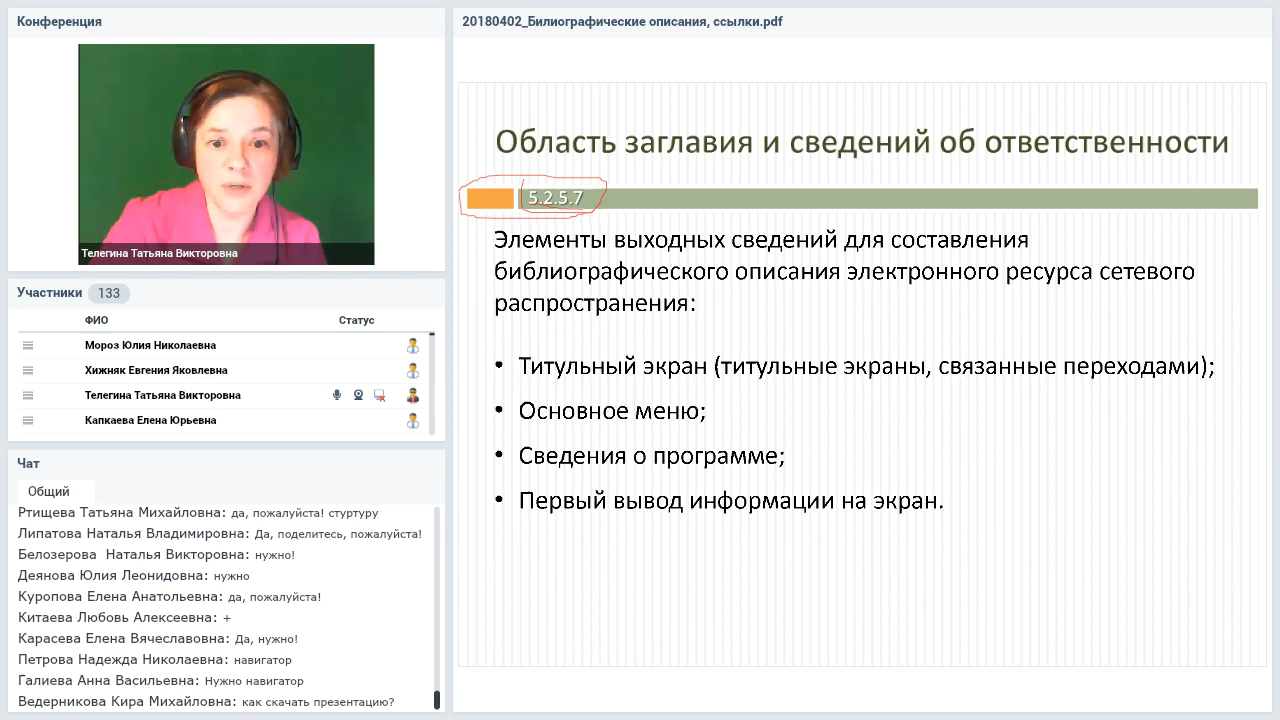 Конференция
Телегина Татьяна Викторовна
Участники 133
ФИО Статус
Мороз Юлия Николаевна
Хижняк Евгения Яковлевна
Телегина Татьяна Викторовна
Капкаева Елена Юрьевна
Чат
Общий
Ртищева Татьяна Михайловна: да, пожалуйста! стуртуру
Липатова Наталья Владимировна: Да, поделитесь, пожалуйста!
Белозерова Наталья Викторовна: нужно!
Деянова Юлия Леонидовна: нужно
Куропова Елена Анатольевна: да, пожалуйста!
Китаева Любовь Алексеевна: +
Карасева Елена Вячеславовна: Да, нужно!
Петрова Надежда Николаевна: навигатор
Галиева Анна Васильевна: Нужно навигатор
Ведерникова Кира Михайловна: как скачать презентацию?
20180402_Билиографические описания, ссылки.pdf
Область заглавия и сведений об ответственности
5.2.5.7
Элементы выходных сведений для составления
библиографического описания электронного ресурса сетевого
распространения:
• Титульный экран (титульные экраны, связанные переходами);
• Основное меню;
• Сведения о программе;
• Первый вывод информации на экран.